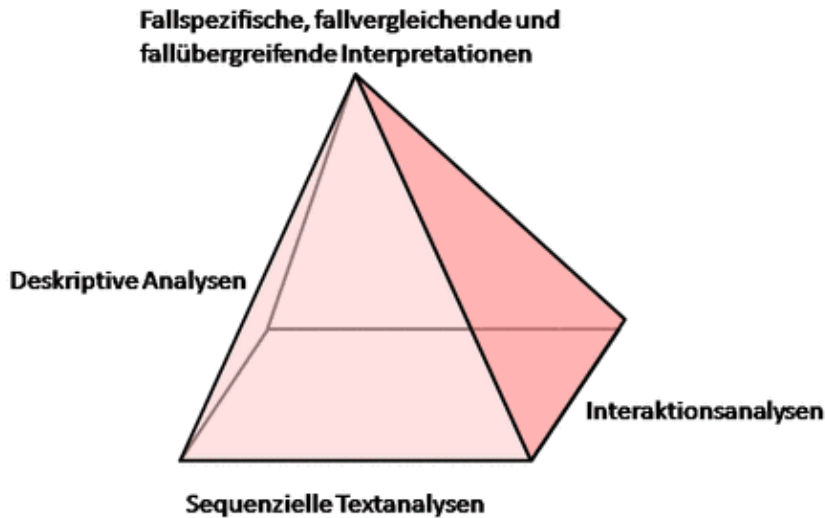 Fallspezifische, fallvergleichende und
fallübergreifende Interpretationen
Deskriptive Analysen
Interaktionsanalysen
Sequenzielle Textanalysen